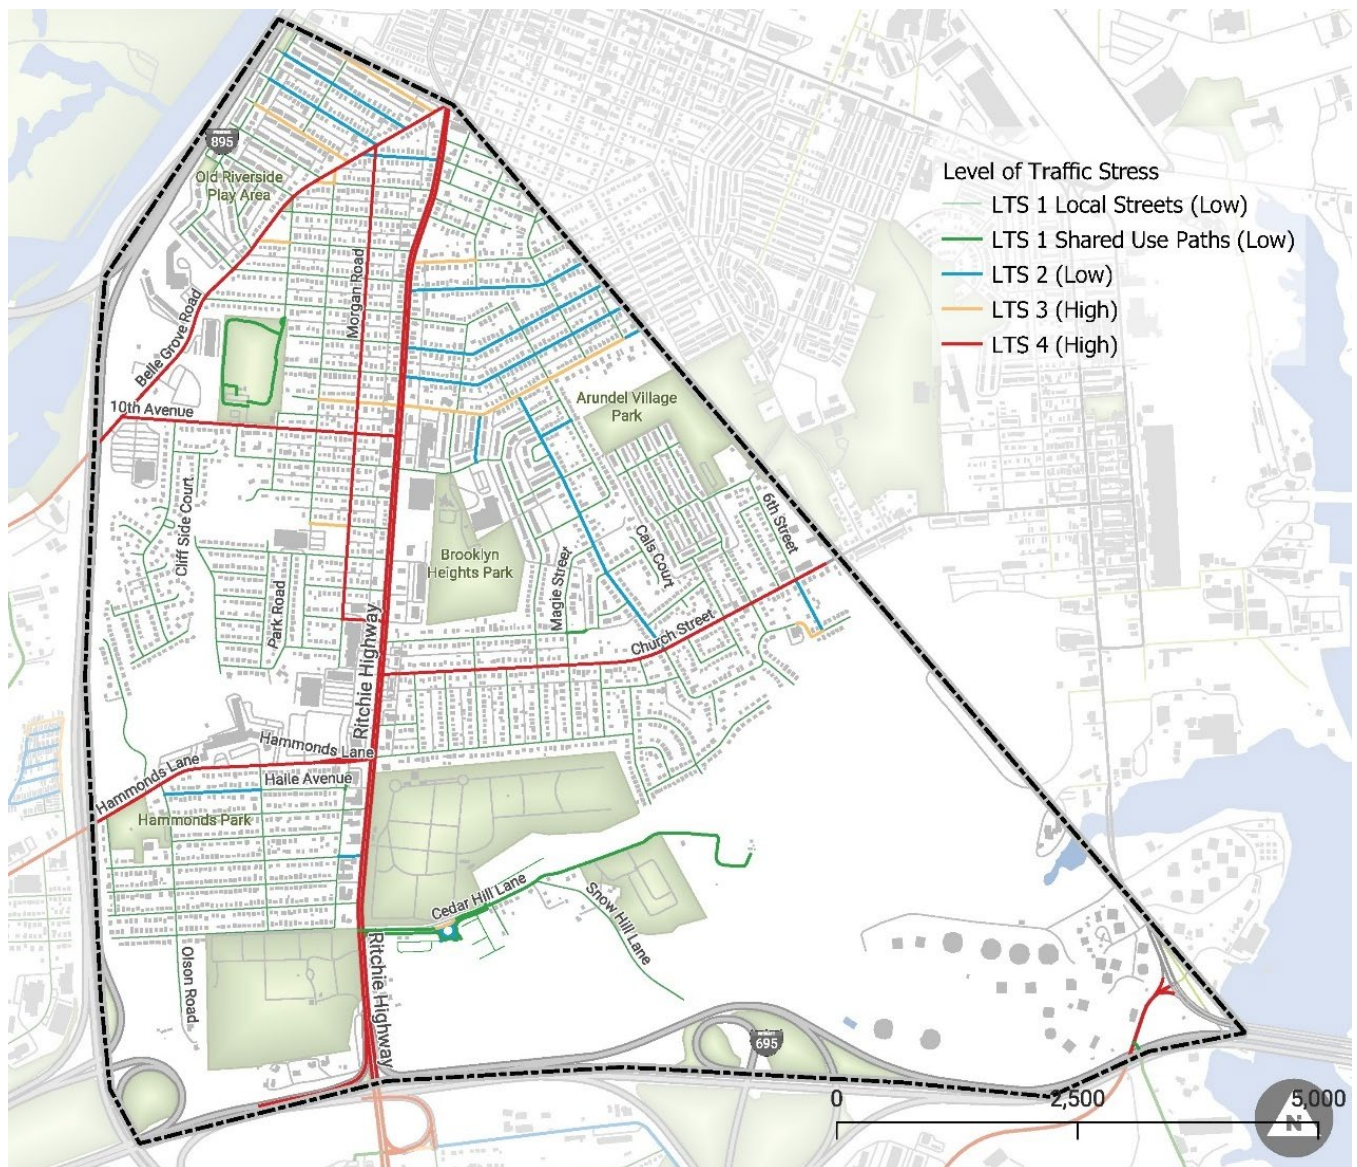 895
Old Riverside
Play Area
Level of Traffic Stress
LTS 1 Local Streets (Low)
LTS 1 Shared Use Paths (Low)
LTS 2 (Low)
LTS 3 (High)
LTS 4 (High)
Morgan Road
Belle Grove Road
10th Avenue
Arundel Village
Park
Cliff Side Court
6th Street
Brooklyn
Heights Park
Cals Court
Magie Street
Park Road
Church Street
Ritchie Highway
Hammonds Lane
Hammonds Lane
Halle Avenue
Hammonds Park
Cedar Hill Lane
Snow Hill Lane
Olson Road
Ritchie Highway
695
0
2,500
5,000
N